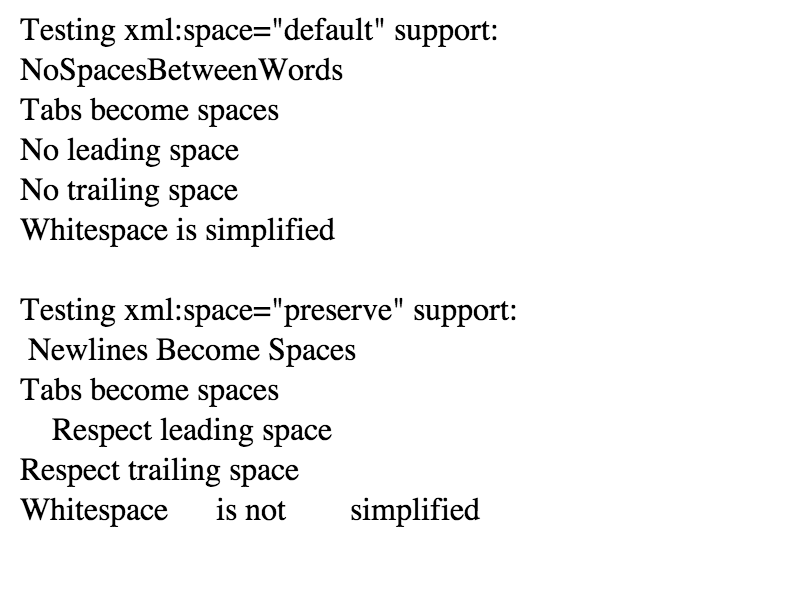 Testing xml:space="default" support:
NoSpacesBetweenWords
Tabs become spaces
No leading space
No trailing space
Whitespace is simplified

Testing xml:space="preserve" support:
 Newlines Become Spaces
Tabs become spaces
    Respect leading space
Respect trailing space
Whitespace      is not        simplified